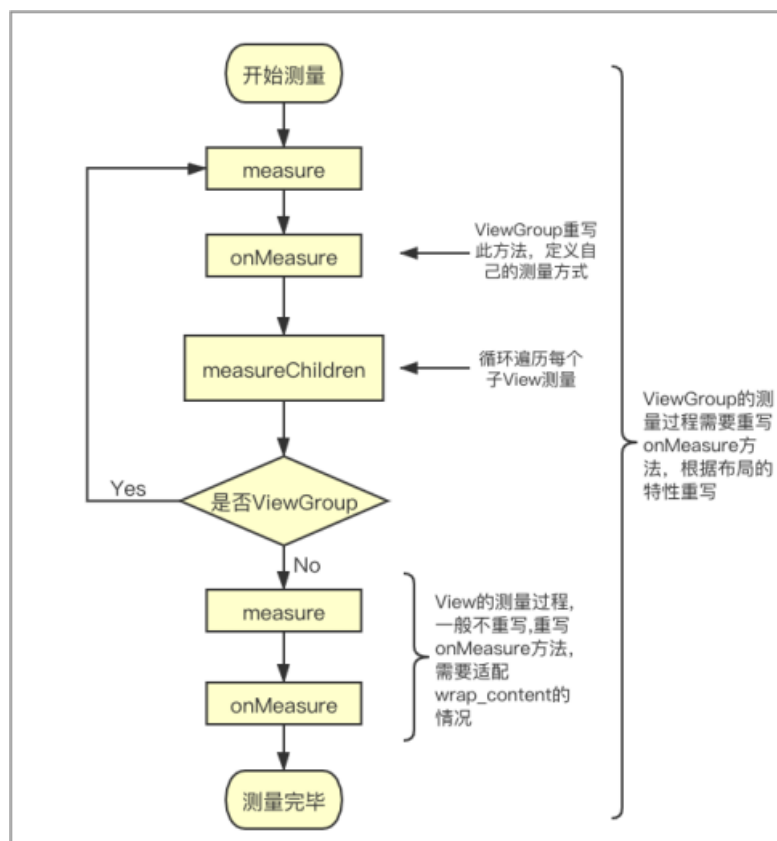 开始测量
measure
onMeasure
ViewGroup重写
此方法，定义自
己的测量方式
measureChildren
循环遍历每个
子View测量
ViewGroup的测
量过程需要重写
onMeasure方
法，根据布局的
特性重写
Yes
是否ViewGroup
No
measure
onMeasure
View的测量过程,
一般不重写,重写
onMeasure方法，
需要适配
wrap_content的
情况
测量完毕